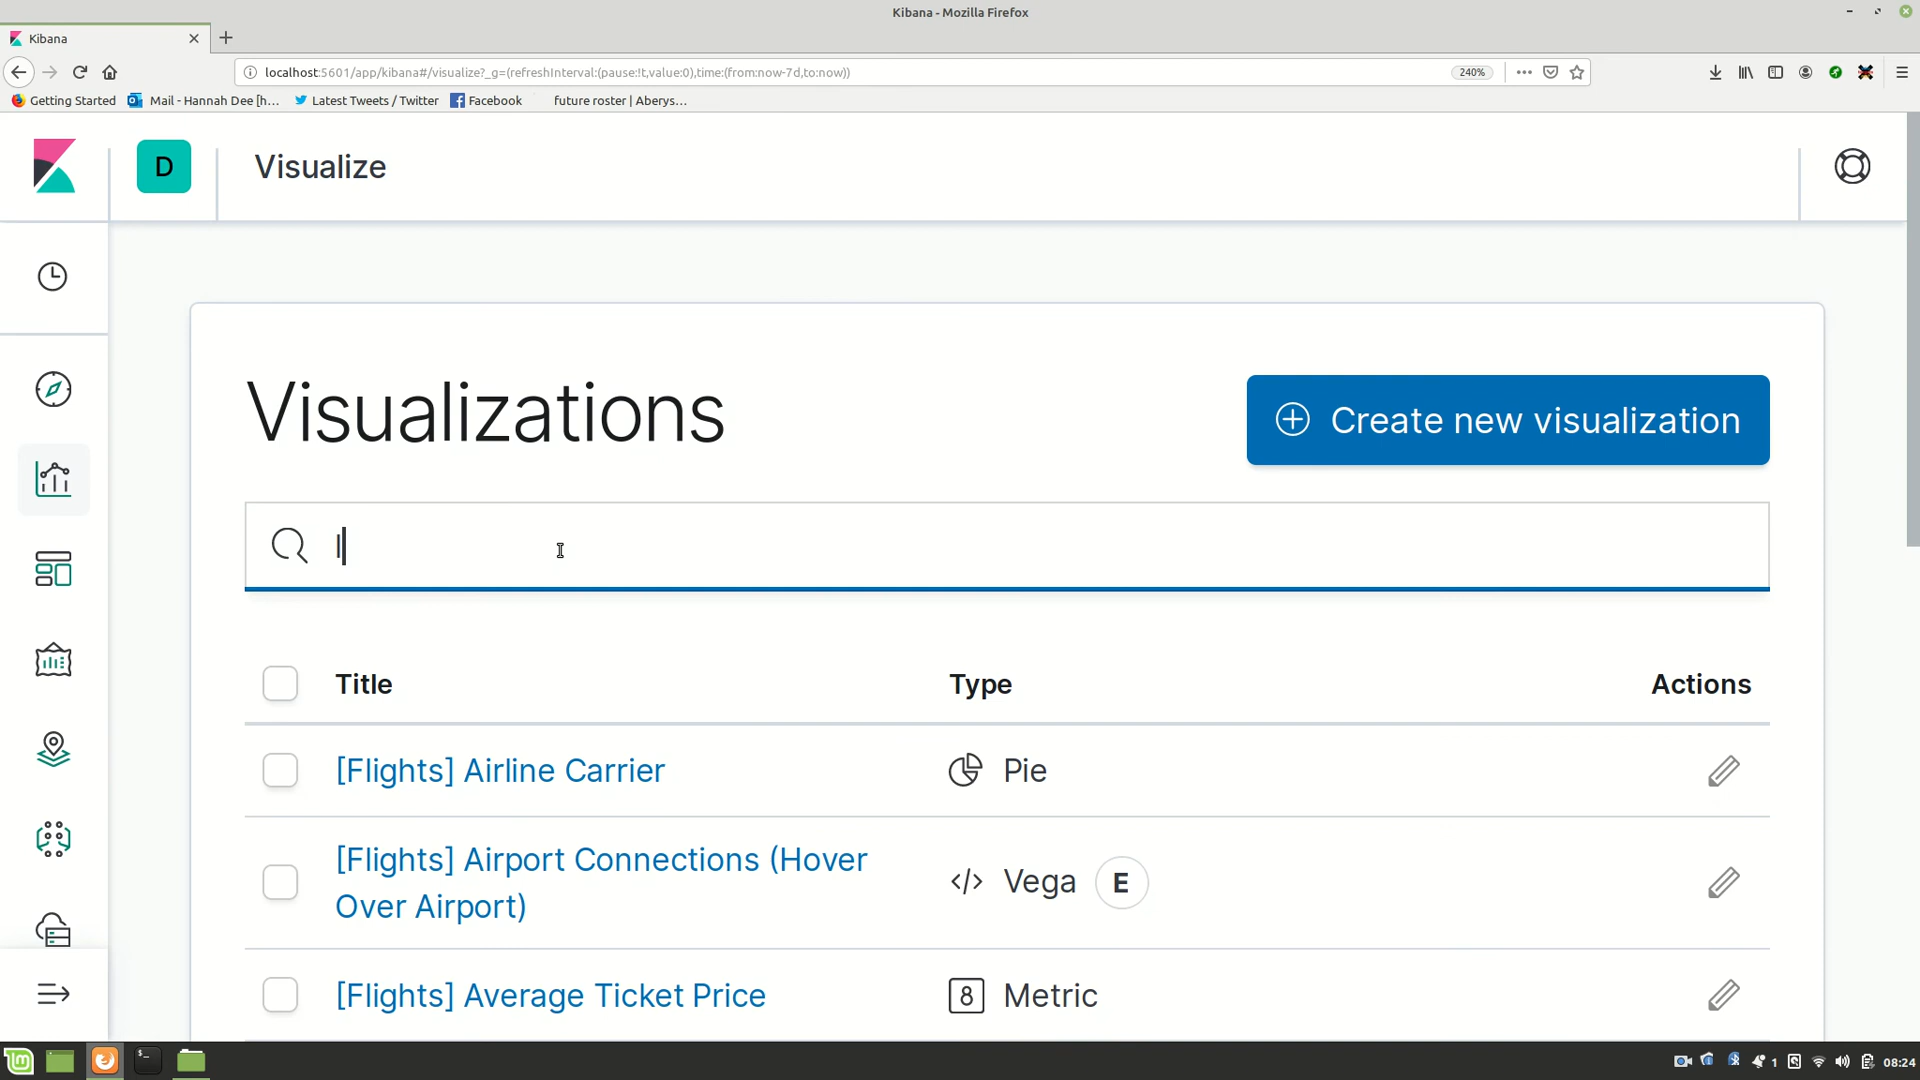 Kibana - Mozilla Firefox
Kibana
localhost:5601/app/kibana#/visualize?_g=(refreshInterval:(pause:!t,value:0),time:(from:now-7d,to:now))
240%
Getting Started
Mail - Hannah Dee [h...
Latest Tweets / Twitter
Facebook
future roster | Aberys...
D
Visualize
Visualizations
Create new visualization
l
Title
Type
Actions
[Flights] Airline Carrier
Pie
[Flights] Airport Connections (Hover
Over Airport)
Vega
E
[Flights] Average Ticket Price
8
Metric
1
08:24